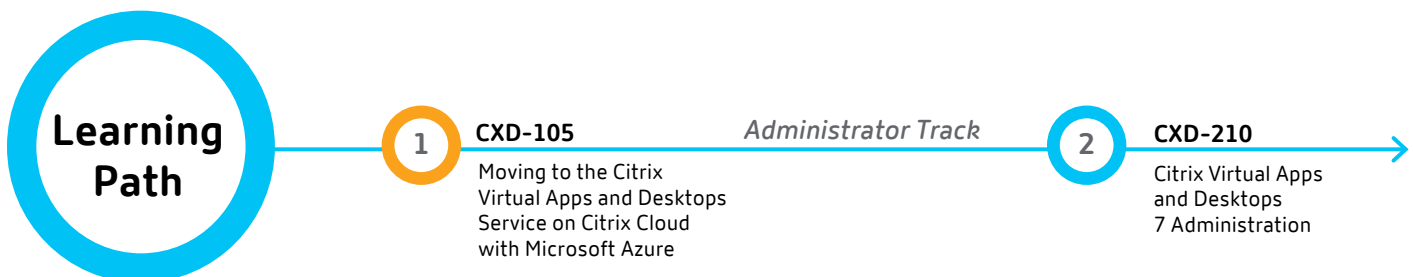 Learning
Path
1
CXD-105
Moving to the Citrix
Virtual Apps and Desktops
Service on Citrix Cloud
with Microsoft Azure
Administrator Track
2
CXD-210
Citrix Virtual Apps
and Desktops
7 Administration